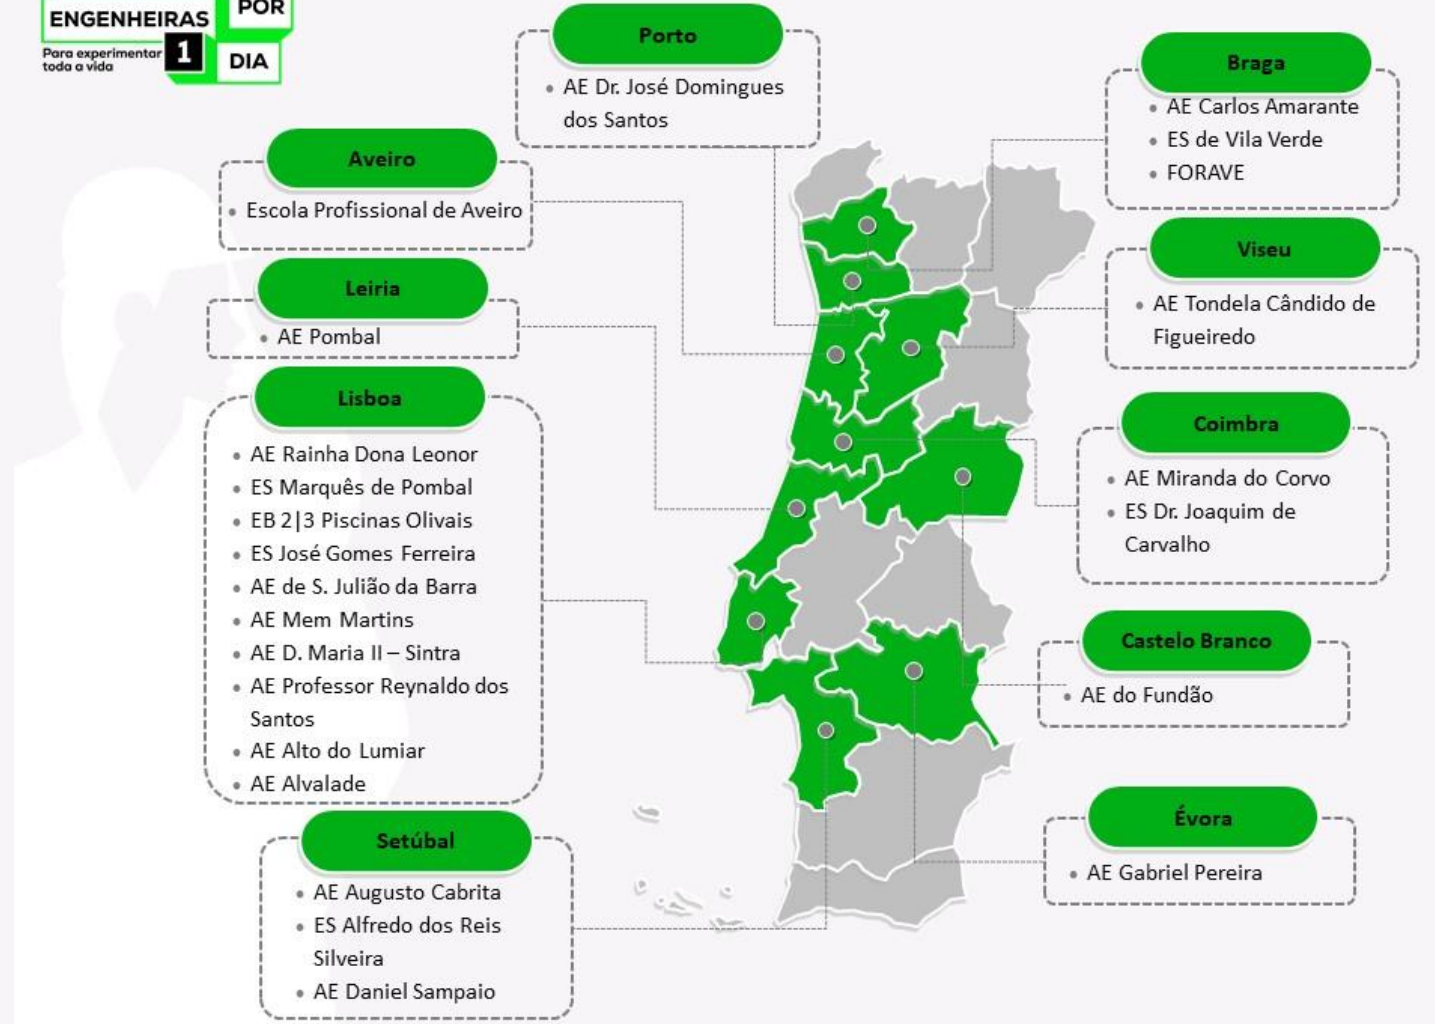 ENGENHEIRAS
POR
1
DIA
Para experimentar
toda a vida
Porto
AE Dr. José Domingues
dos Santos
Braga
AE Carlos Amarante
ES de Vila Verde
FORAVE
Aveiro
Escola Profissional de Aveiro
Viseu
AE Tondela Cândido de
Figueiredo
Leiria
AE Pombal
Lisboa
AE Rainha Dona Leonor
ES Marquês de Pombal
EB 2|3 Piscinas Olivais
ES José Gomes Ferreira
AE de S. Julião da Barra
AE Mem Martins
AE D. Maria II – Sintra
AE Professor Reynaldo dos
Santos
AE Alto do Lumiar
AE Alvalade
Coimbra
AE Miranda do Corvo
ES Dr. Joaquim de
Carvalho
Castelo Branco
AE do Fundão
Évora
AE Gabriel Pereira
Setúbal
AE Augusto Cabrita
ES Alfredo dos Reis
Silveira
AE Daniel Sampaio